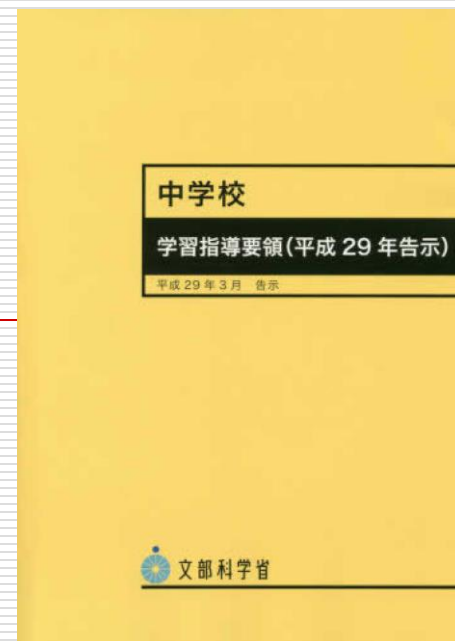 中学校
学習指導要領(平成 29 年告示)
平成 29 年 3 月　告示
文部科学省